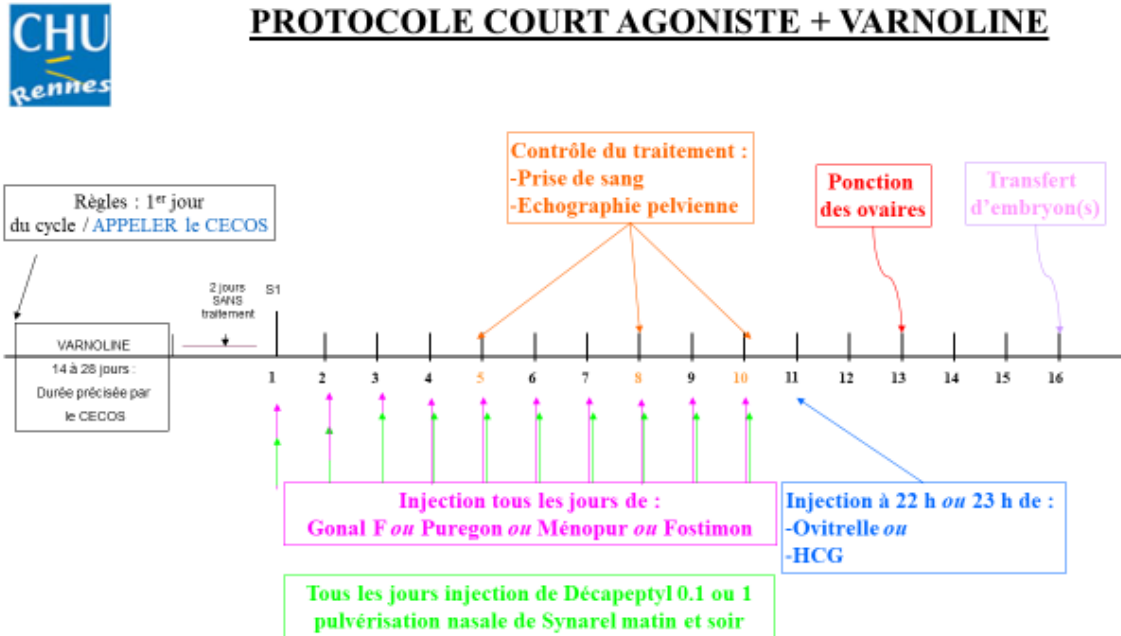 CHU
Rennes
PROTOCOLE COURT AGONISTE + VARNOLINE
Contrôle du traitement :
-Prise de sang
-Echographie pelvienne
Ponction
des ovaires
Transfert
d'embryon(s)
Règles : 1er jour
du cycle / APPELER le CECOS
2 jours
SANS
traitement
S1
VARNOLINE
14 à 28 jours :
Durée précisée par
le CECOS
1 2 3 4 5 6 7 8 9 10 11 12 13 14 15 16
Injection tous les jours de :
Gonal F ou Puregon ou Ménopur ou Fostimon
Injection à 22 h ou 23 h de :
-Ovitrelle ou
-HCG
Tous les jours injection de Décapeptyl 0.1 ou 1
pulvérisation nasale de Synarel matin et soir